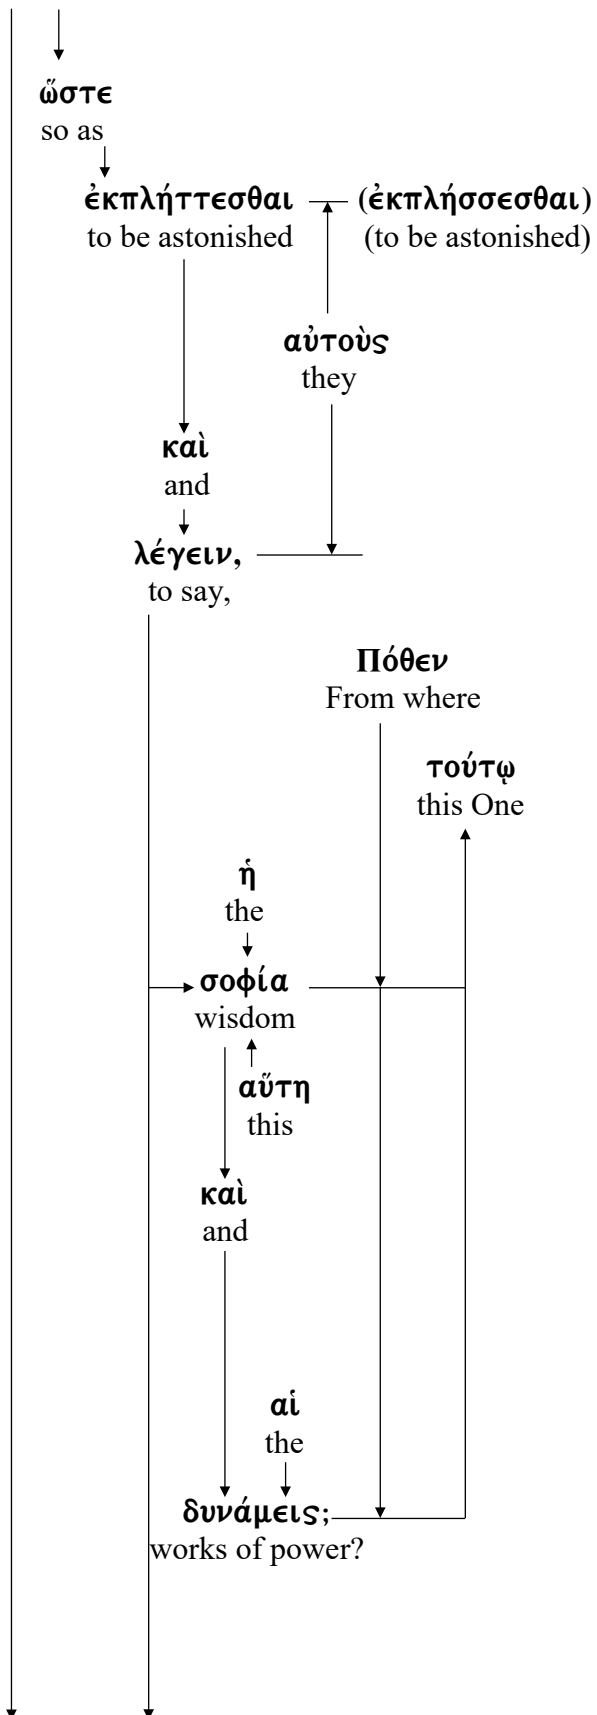 ὥστε
so as
ἐκπλήττεσθαι (ἐκπλήσσεσθαι)
to be astonished (to be astonished)
αὐτοὺς
they
καὶ
and
λέγειν,
to say,
Πόθεν
From where
τούτῳ
this One
ἡ
the
σοφία
wisdom
αὕτη
this
καὶ
and
αἱ
the
δυνάμεις;
works of power?